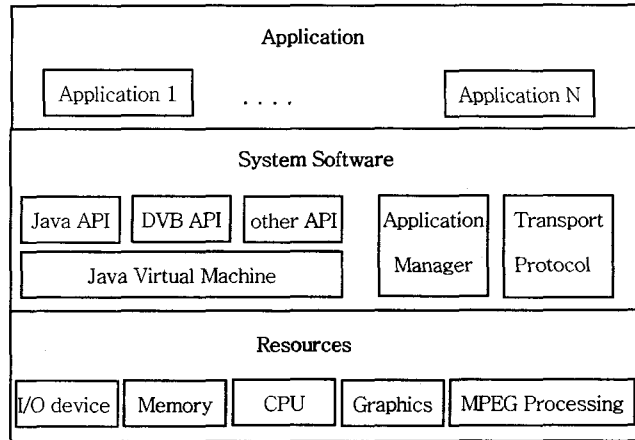 Application
Application 1 .... Application N
System Software
Java API DVB API other API
Java Virtual Machine
Application Manager
Transport Protocol
Resources
I/O device Memory CPU Graphics MPEG Processing